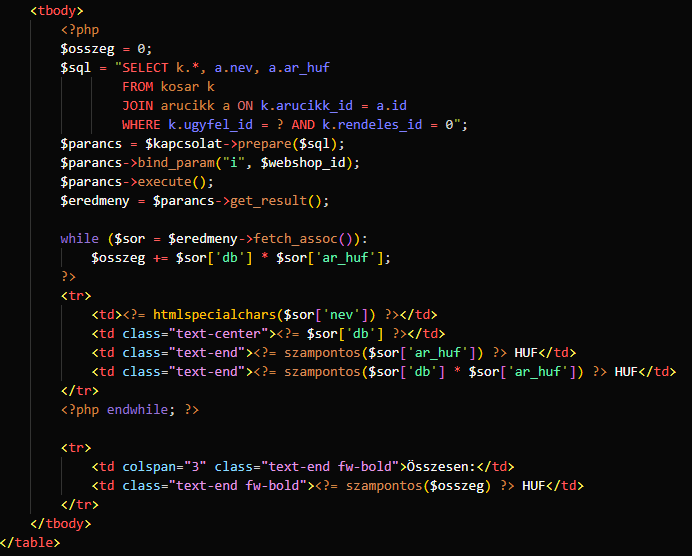 <tbody>
<?php
$osszeg = 0;
$sql = "SELECT k.*, a.nev, a.ar_huf
FROM kosar k
JOIN arucikk a ON k.arucikk_id = a.id
WHERE k.ugyfel_id = ? AND k.rendeles_id = 0";
$parancs = $kapcsolat->prepare($sql);
$parancs->bind_param("i", $webshop_id);
$parancs->execute();
$eredmeny = $parancs->get_result();
while ($sor = $eredmeny->fetch_assoc()):
$osszeg += $sor['db'] * $sor['ar_huf'];
?>
<tr>
<td><?= htmlspecialchars($sor['nev']) ?></td>
<td class="text-center"><?= $sor['db'] ?></td>
<td class="text-end"><?= szampontos($sor['ar_huf']) ?> HUF</td>
<td class="text-end"><?= szampontos($sor['db'] * $sor['ar_huf']) ?> HUF</td>
</tr>
<?php endwhile; ?>
<tr>
<td colspan="3" class="text-end fw-bold">Összesen:</td>
<td class="text-end fw-bold"><?= szampontos($osszeg) ?> HUF</td>
</tr>
</tbody>
</table>